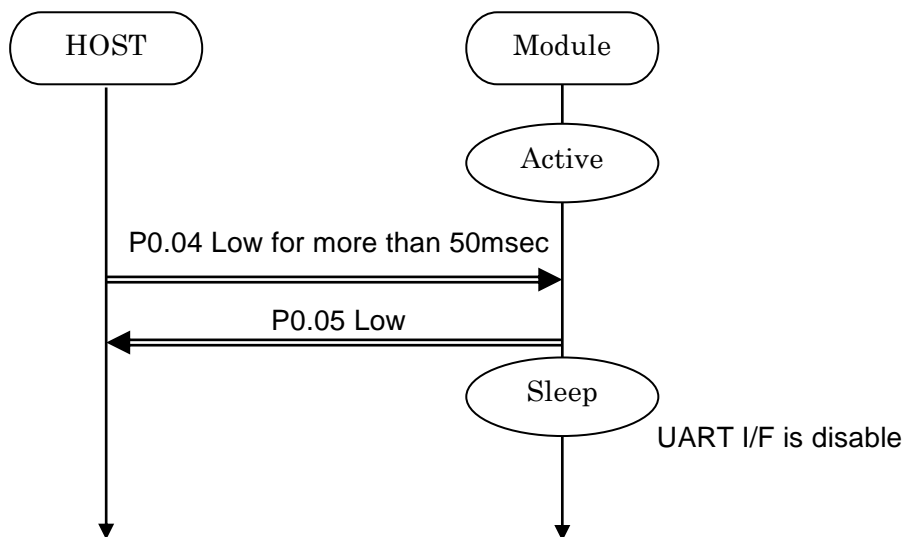 HOST
Module
Active
P0.04 Low for more than 50msec
P0.05 Low
Sleep
UART I/F is disable